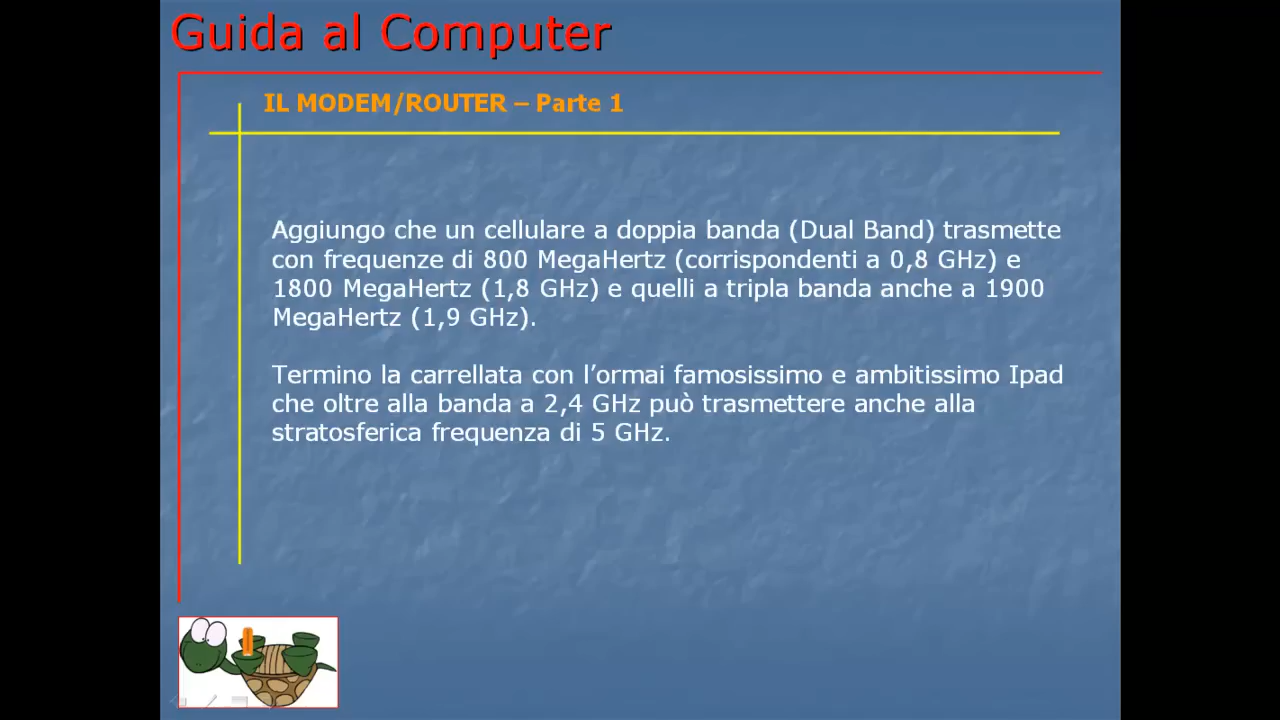 Guida al Computer
IL MODEM/ROUTER – Parte 1
Aggiungo che un cellulare a doppia banda (Dual Band) trasmette
con frequenze di 800 MegaHertz (corrispondenti a 0,8 GHz) e
1800 MegaHertz (1,8 GHz) e quelli a tripla banda anche a 1900
MegaHertz (1,9 GHz).
Termino la carrellata con l’ormai famosissimo e ambitissimo Ipad
che oltre alla banda a 2,4 GHz può trasmettere anche alla
stratosferica frequenza di 5 GHz.